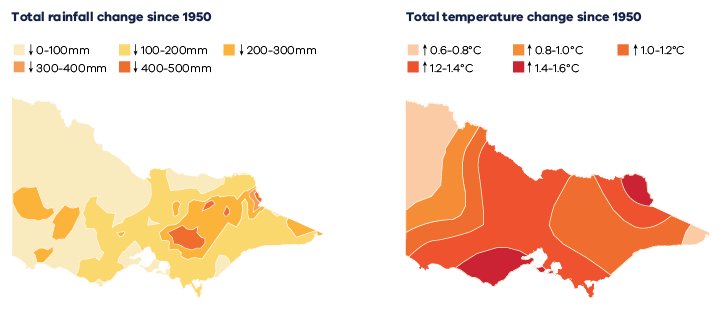 Total rainfall change since 1950
↓ 0-100mm ↓ 100-200mm ↓ 200-300mm
↓ 300-400mm ↓ 400-500mm
Total temperature change since 1950
↑ 0.6-0.8°C ↑ 0.8-1.0°C ↑ 1.0-1.2°C
↑ 1.2-1.4°C ↑ 1.4-1.6°C